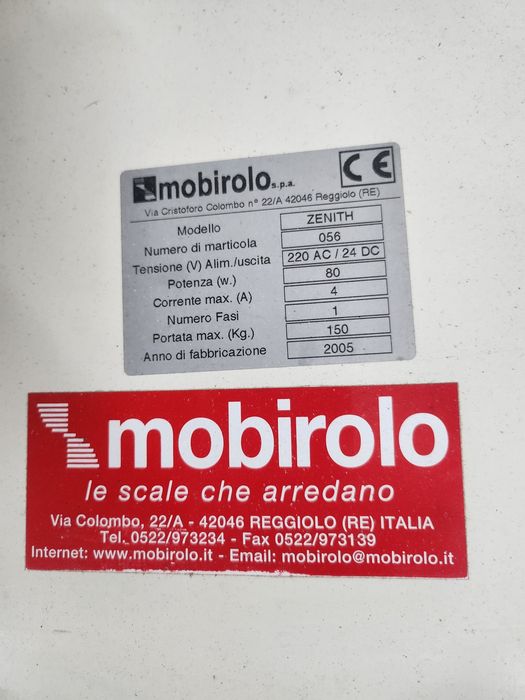 mobirolo s.p.a. CE
Via Cristoforo Colombo n° 22/A 42046 Reggiolo (RE)
Modello ZENITH
Numero di marticola 056
Tensione (V) Alim./uscita 220 AC / 24 DC
Potenza (w.) 80
Corrente max. (A) 4
Numero Fasi 1
Portata max. (Kg.) 150
Anno di fabbricazione 2005
mobirolo
le scale che arredano
Via Colombo, 22/A - 42046 REGGIOLO (RE) ITALIA
Tel. 0522/973234 - Fax 0522/973139
Internet: www.mobirolo.it - Email: mobirolo@mobirolo.it